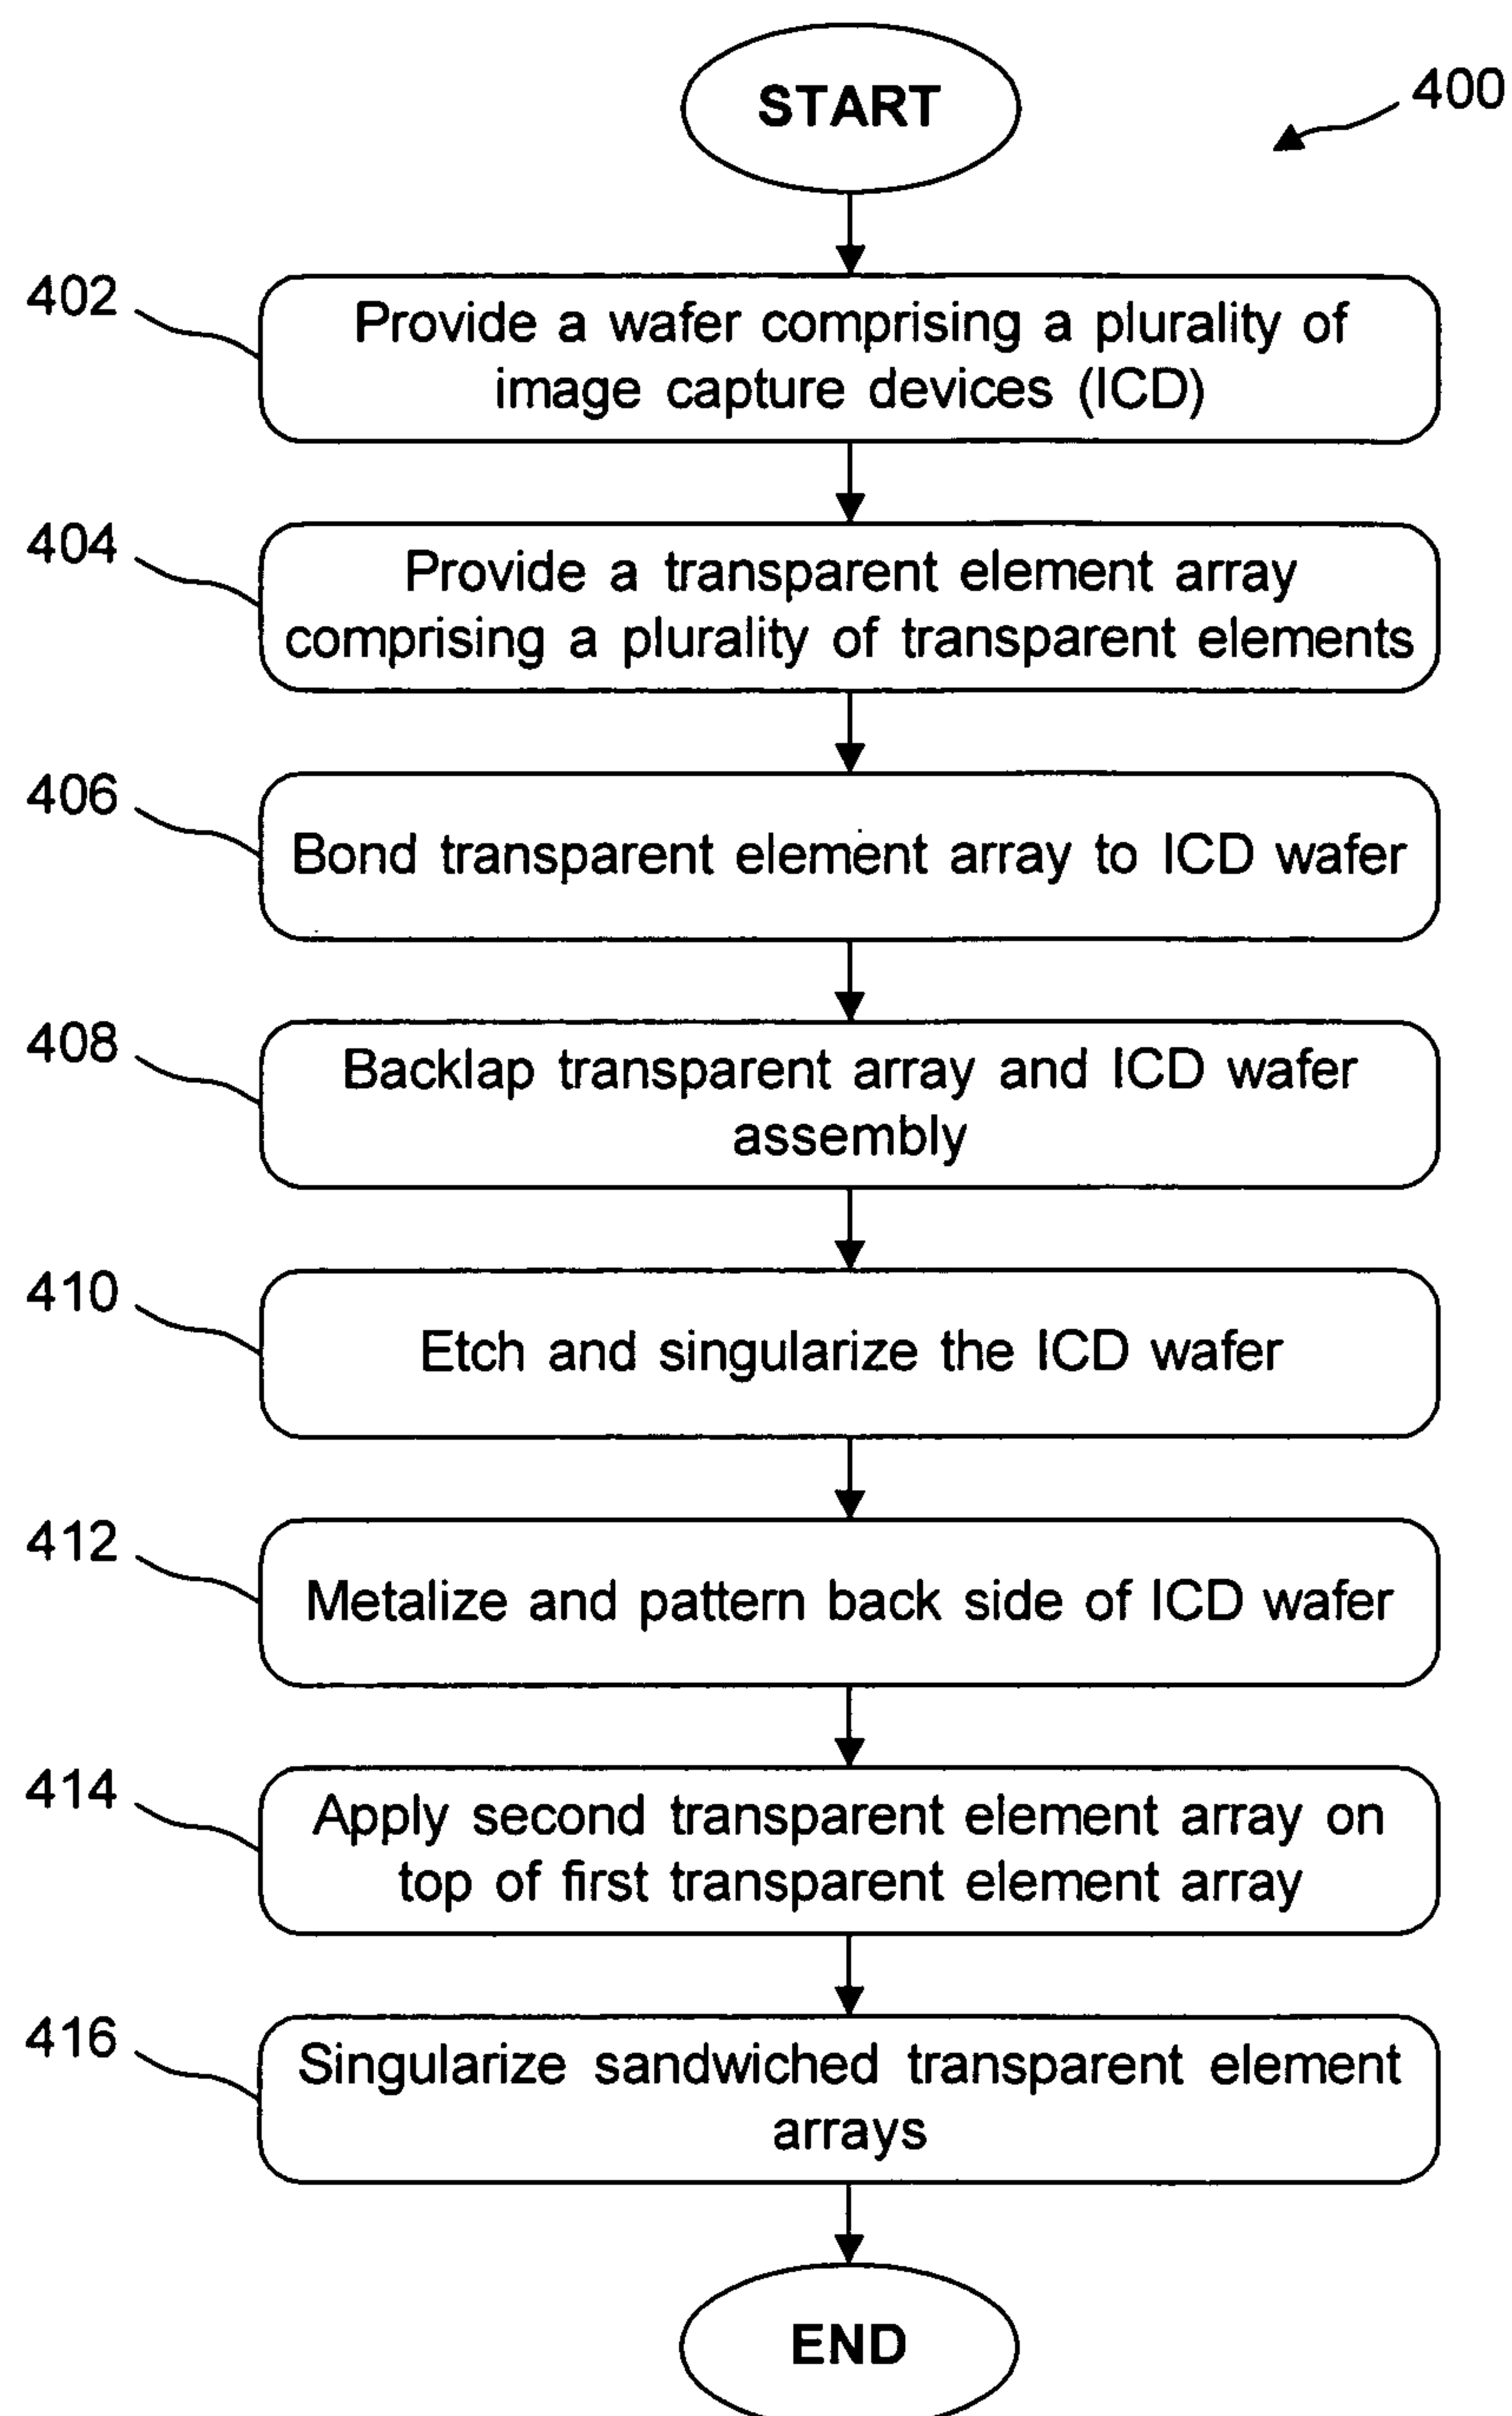 START
400
402
Provide a wafer comprising a plurality of
image capture devices (ICD)
404
Provide a transparent element array
comprising a plurality of transparent elements
406
Bond transparent element array to ICD wafer
408
Backlap transparent array and ICD wafer
assembly
410
Etch and singularize the ICD wafer
412
Metalize and pattern back side of ICD wafer
414
Apply second transparent element array on
top of first transparent element array
416
Singularize sandwiched transparent element
arrays
END